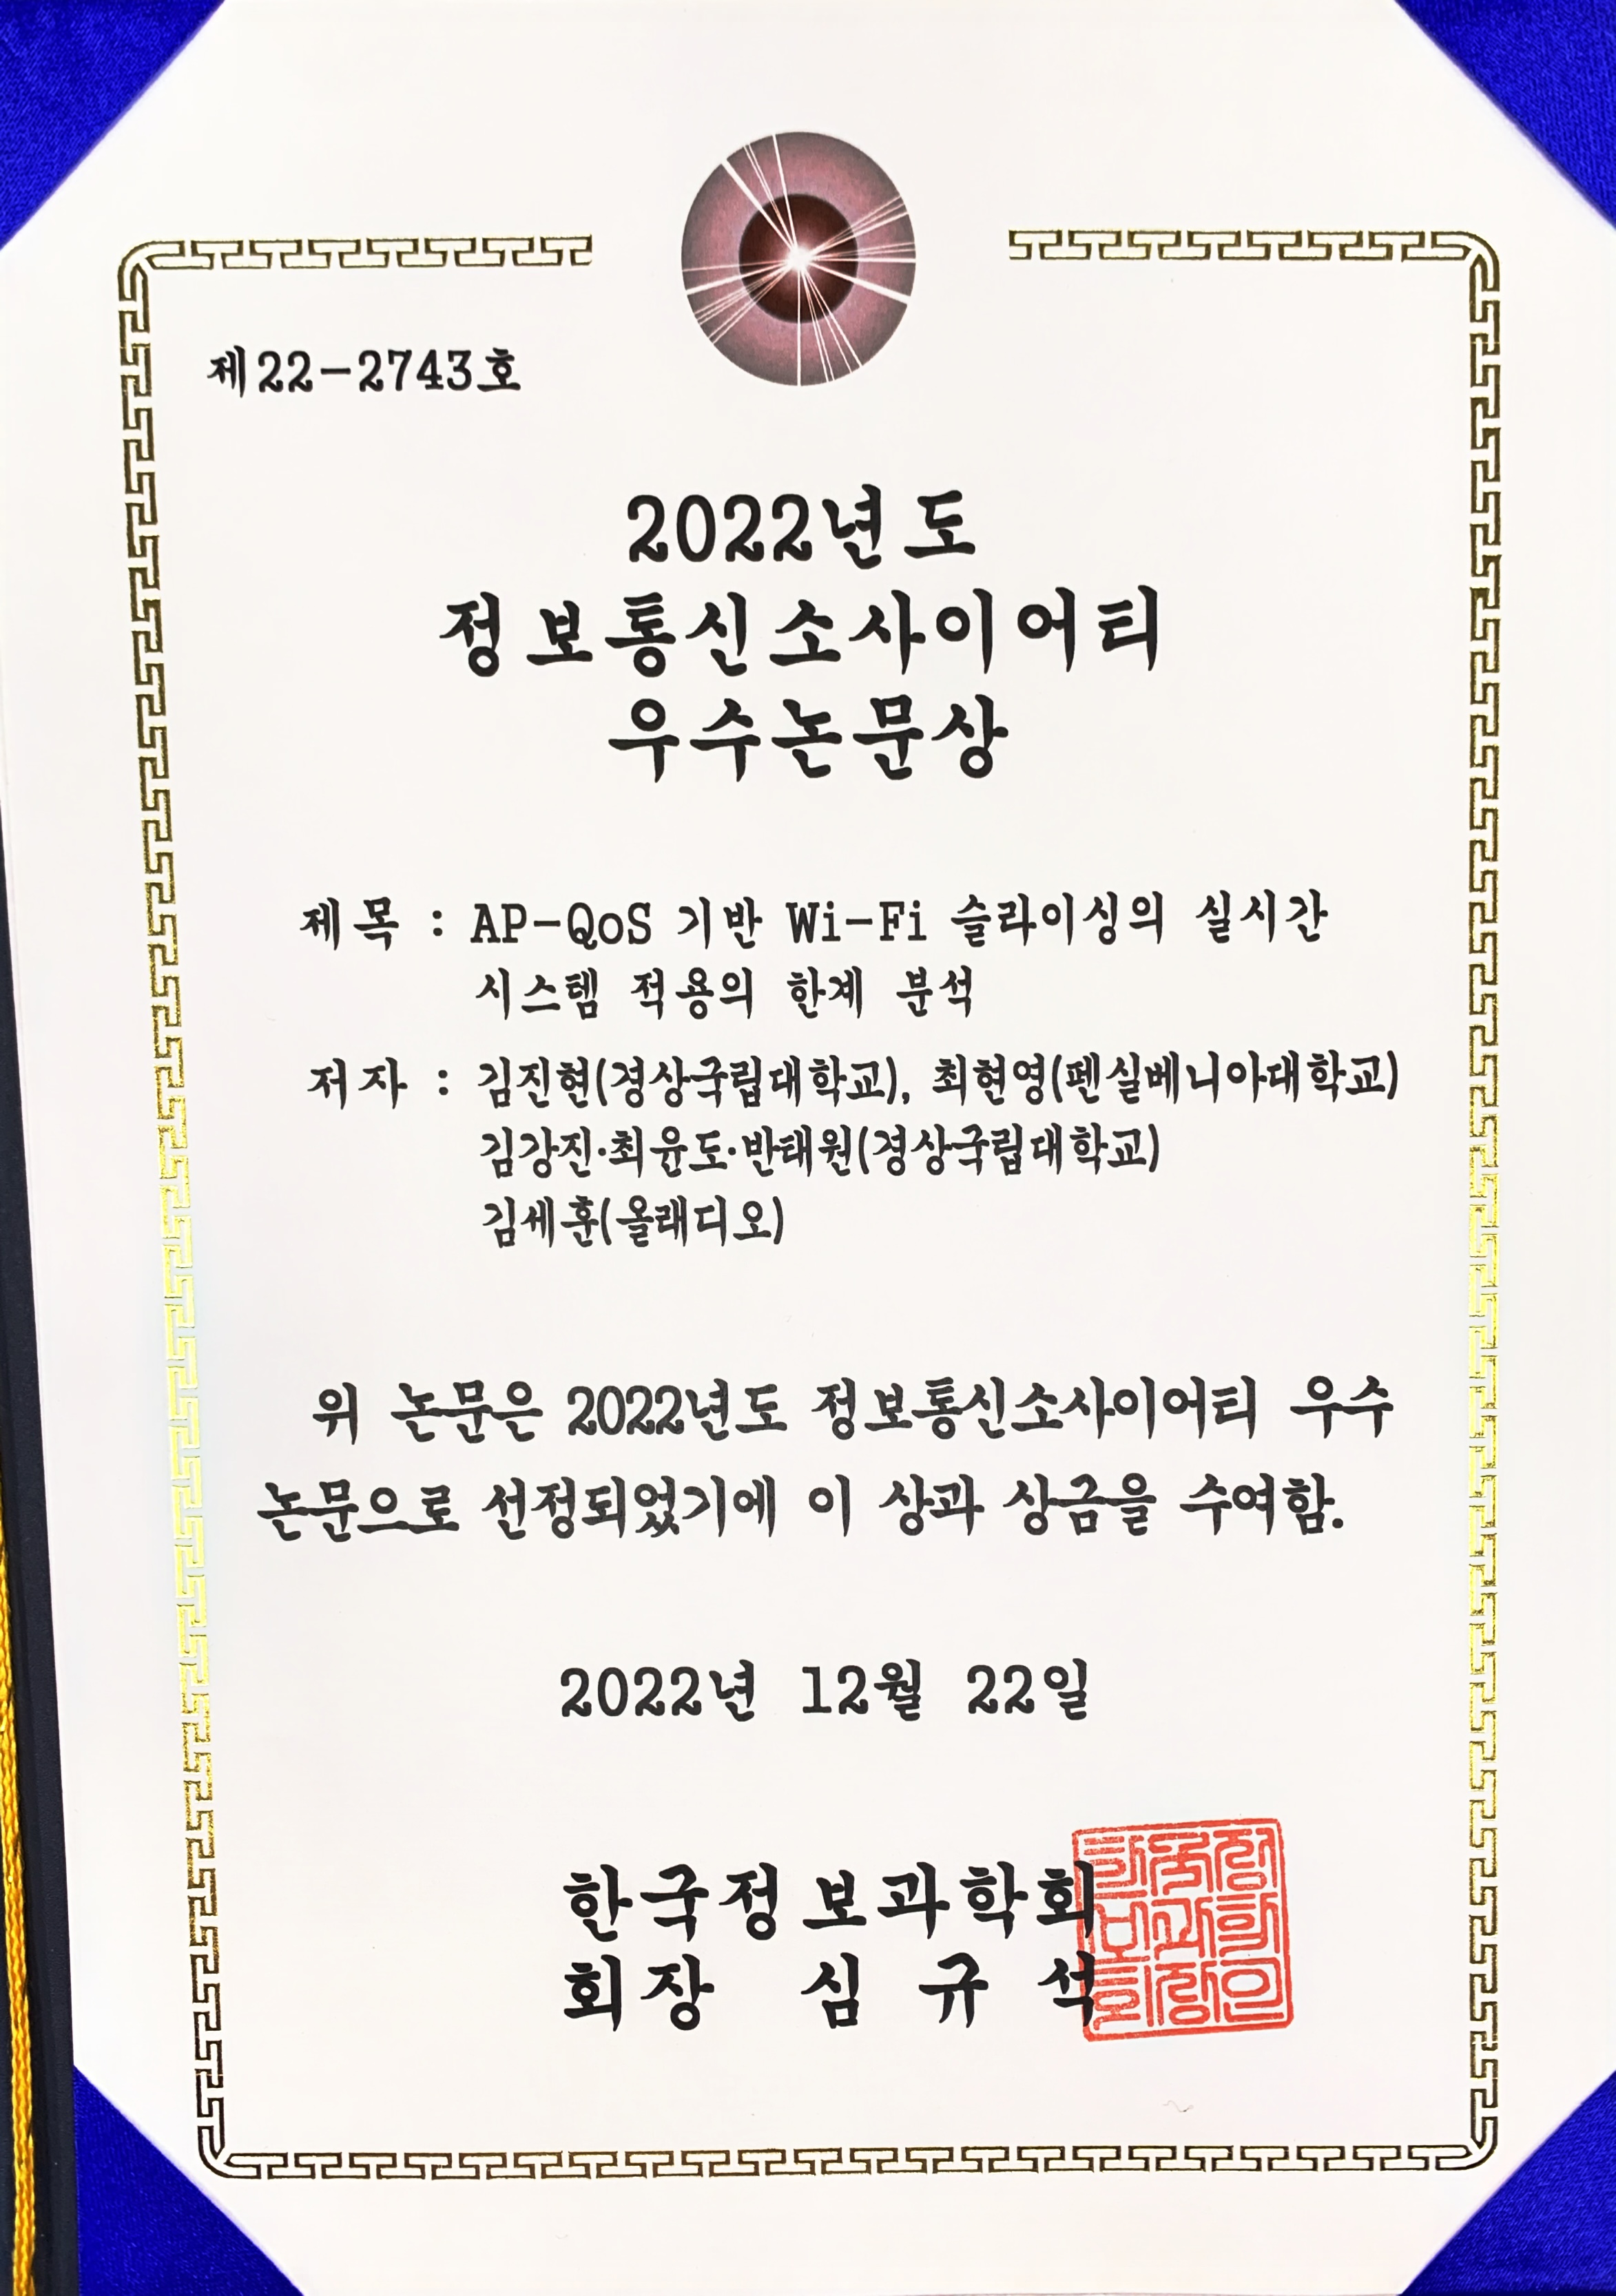 제22-2743호
2022년도
정보통신소사이어티
우수논문상
제목 : AP-QoS 기반 Wi-Fi 슬라이싱의 실시간
시스템 적용의 한계 분석
저자 : 김진현(경상국립대학교), 최현영(펜실베니아대학교)
김강진·최윤도·반태원(경상국립대학교)
김세훈(올래디오)
위 논문은 2022년도 정보통신소사이어티 우수
논문으로 선정되었기에 이 상과 상금을 수여함.
2022년 12월 22일
한국정보과학회
회장 심규석
한국정
보과학
회장인